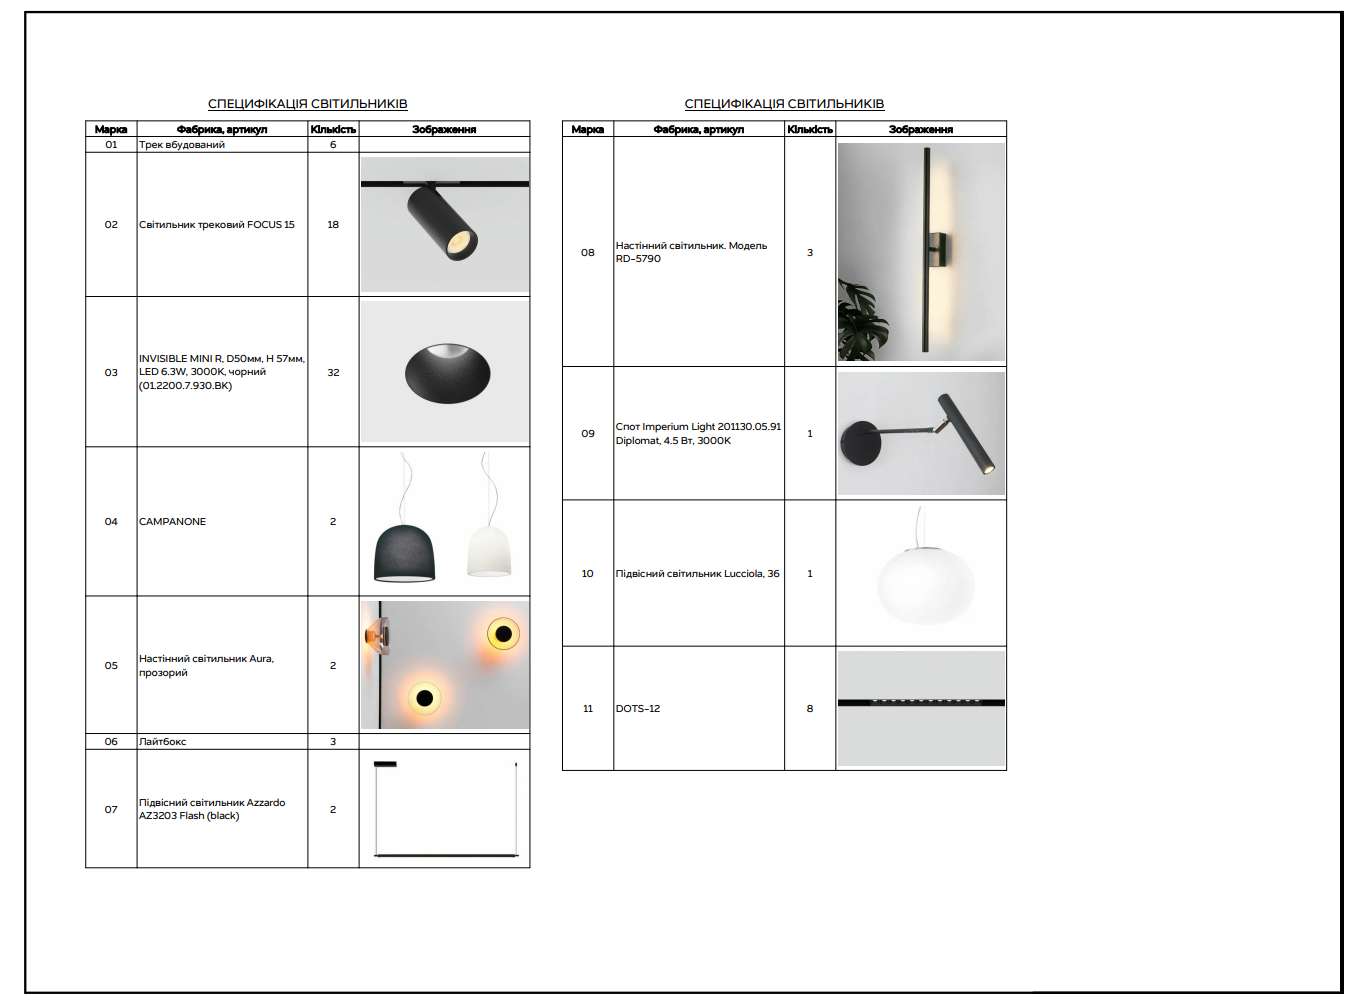 СПЕЦИФІКАЦІЯ СВІТИЛЬНИКІВ
Марка Фабрика, артикул Кількість Зображення
01 Трек вбудований 6
02 Світильник трековий FOCUS 15 18
INVISIBLE MINI R, D50мм, H 57мм,
03 LED 6.3W, 3000K, чорний 32
(01.2200.7.930.BK)
04 CAMPANONE 2
05 Настінний світильник Aura, 2
прозорий
06 Лайтбокс 3
07 Підвісний світильник Azzardo 2
AZ3203 Flash (black)
СПЕЦИФІКАЦІЯ СВІТИЛЬНИКІВ
Марка Фабрика, артикул Кількість Зображення
08 Настінний світильник. Модель 3
RD-5790
09 Спот Imperium Light 201130.05.91 1
Diplomat, 4.5 Вт, 3000K
10 Підвісний світильник Lucciola, 36 1
11 DOTS-12 8